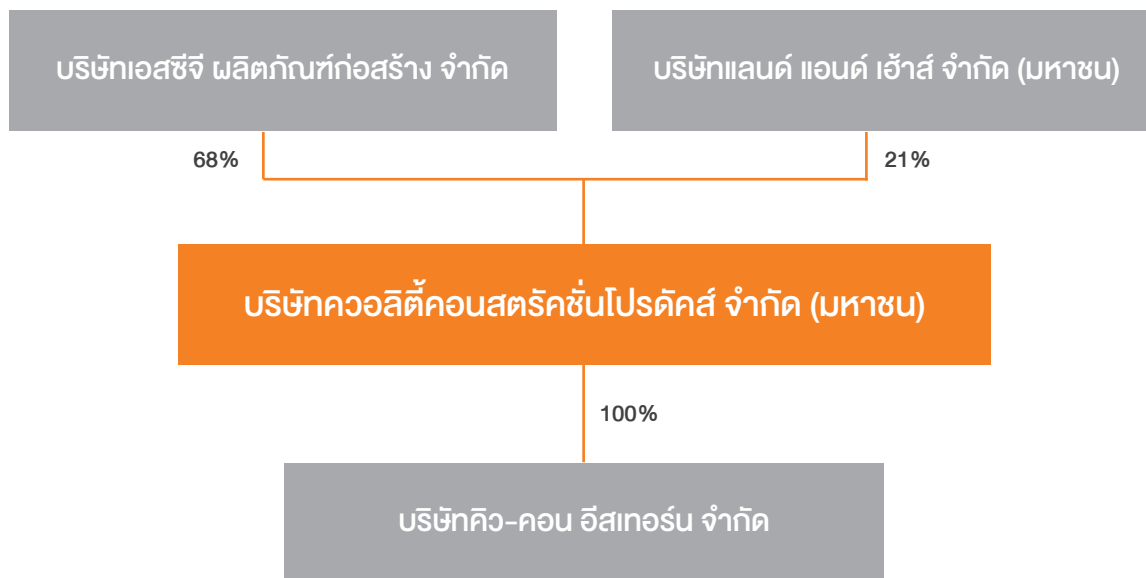 บริษัทเอสซีจี ผลิตภัณฑ์ก่อสร้าง จำกัด
บริษัทแลนด์ แอนด์ เฮ้าส์ จำกัด (มหาชน)
68%
21%
บริษัทควอลิตี้คอนสตรัคชั่นโปรดัคส์ จำกัด (มหาชน)
100%
บริษัทคิว-คอน อีสเทอร์น จำกัด